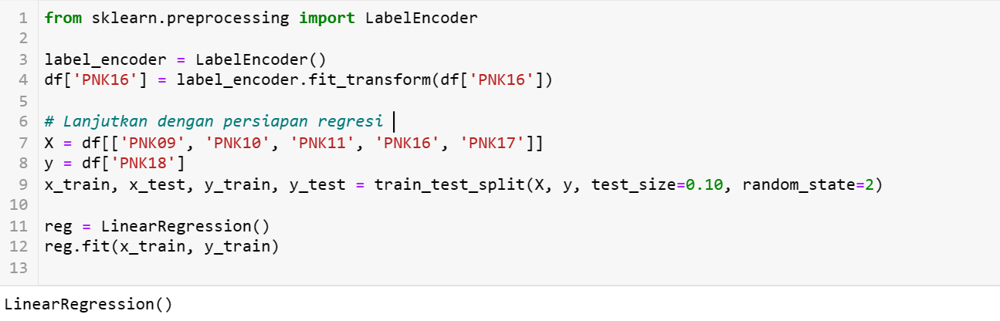 1 from sklearn.preprocessing import LabelEncoder
2
3 label_encoder = LabelEncoder()
4 df['PNK16'] = label_encoder.fit_transform(df['PNK16'])
5
6 # Lanjutkan dengan persiapan regresi
7 X = df[['PNK09', 'PNK10', 'PNK11', 'PNK16', 'PNK17']]
8 y = df['PNK18']
9 x_train, x_test, y_train, y_test = train_test_split(X, y, test_size=0.10, random_state=2)
10
11 reg = LinearRegression()
12 reg.fit(x_train, y_train)
13
LinearRegression()